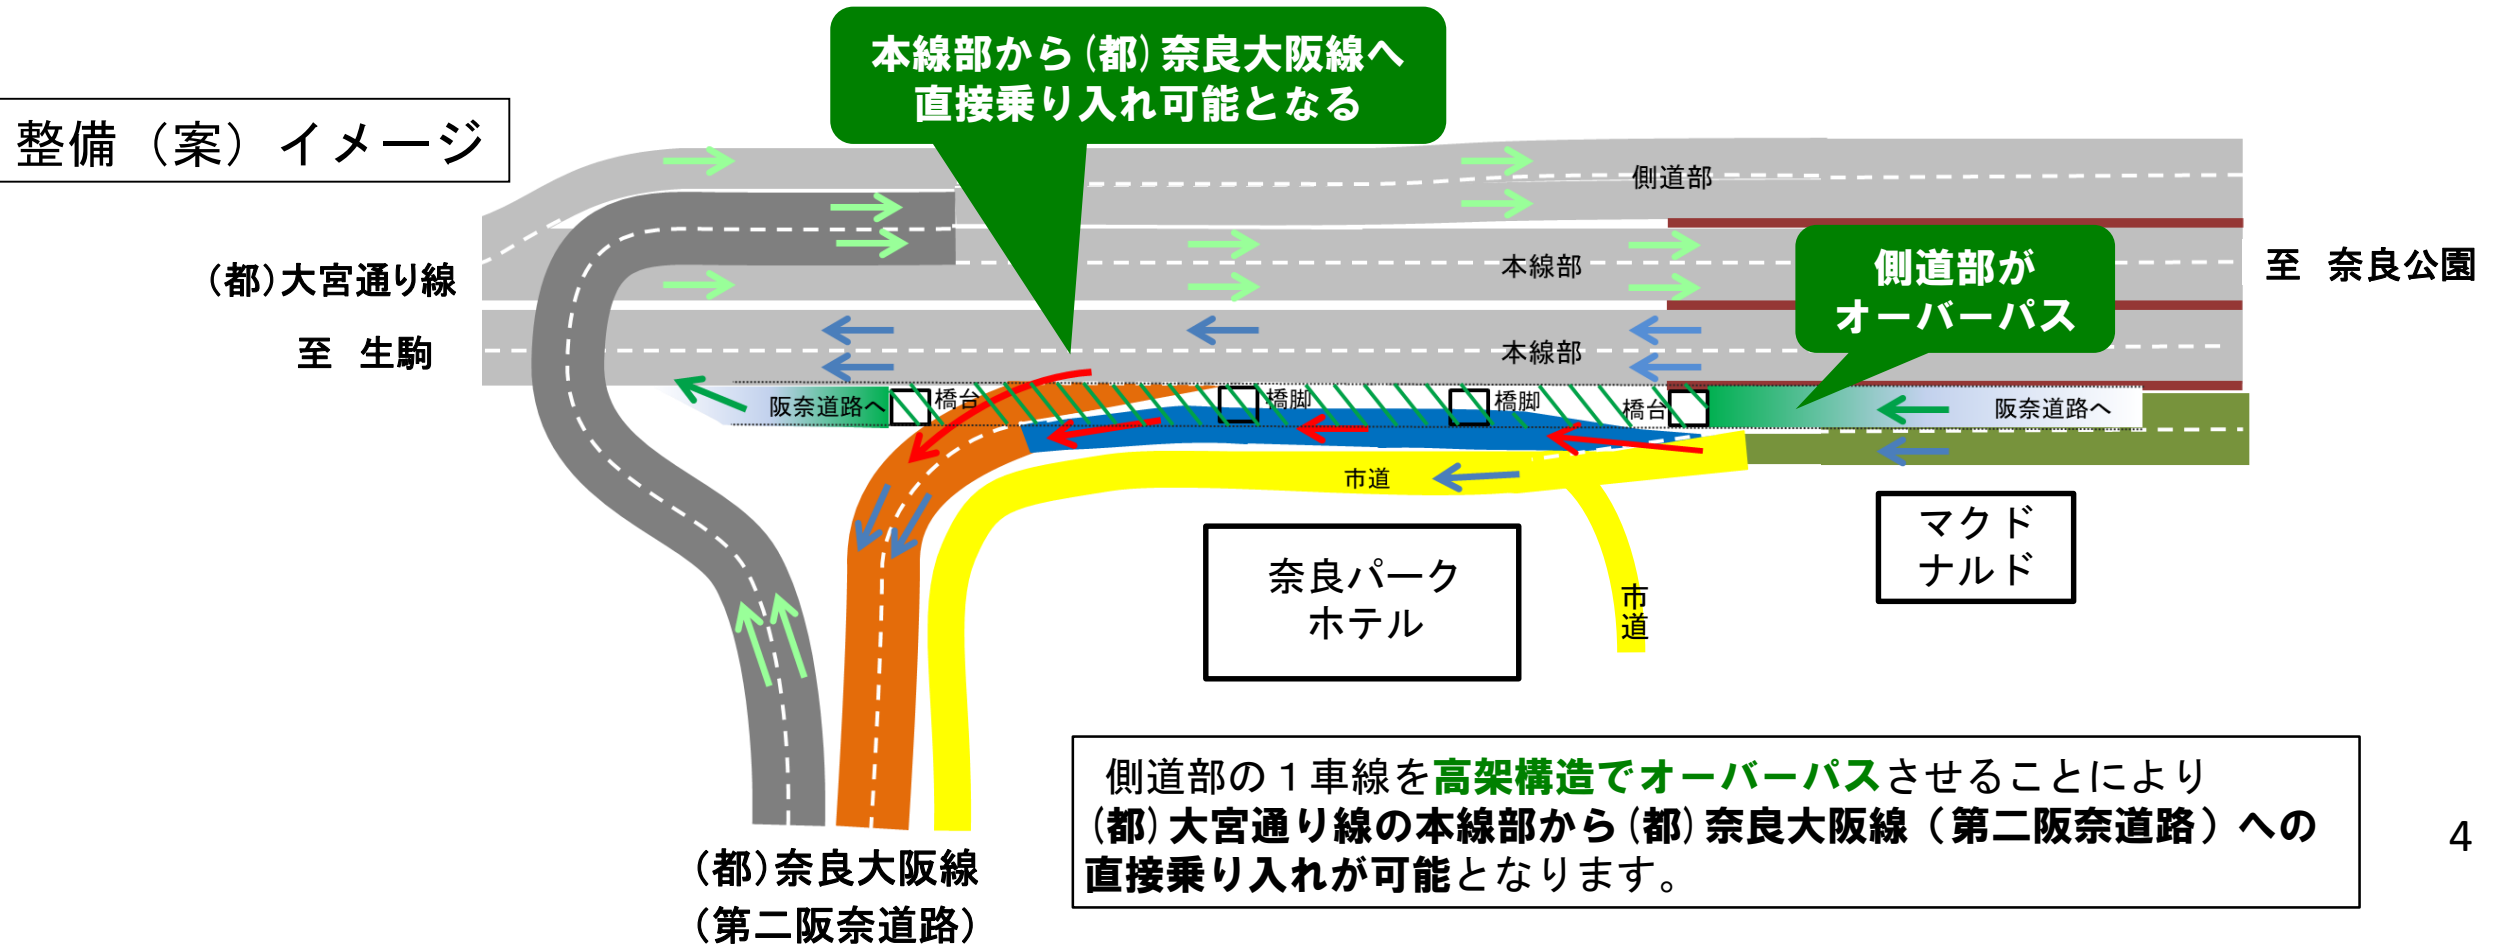 本線部から(都)奈良大阪線へ
直接乗り入れ可能となる
整備（案）イメージ
側道部
(都)大宮通り線
至 生駒
本線部
側道部が
オーバーパス
至 奈良公園
本線部
阪奈道路へ
橋台
橋脚
橋脚
橋台
阪奈道路へ
市道
奈良パーク
ホテル
マクド
ナルド
市道
側道部の１車線を高架構造でオーバーパスさせることにより
(都)大宮通り線の本線部から(都)奈良大阪線（第二阪奈道路）への
直接乗り入れが可能となります。
4
(都)奈良大阪線
(第二阪奈道路)